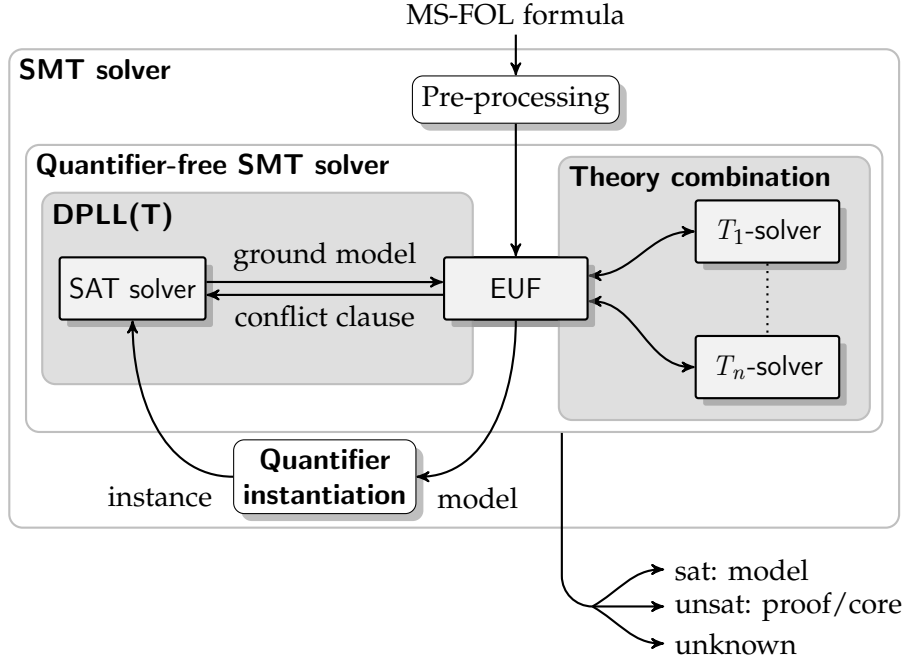 MS-FOL formula
SMT solver
Pre-processing
Quantifier-free SMT solver
Theory combination
DPLL(T)
T₁-solver
ground model
SAT solver
EUF
conflict clause
Tₙ-solver
Quantifier
instantiation
instance
model
sat: model
unsat: proof/core
unknown